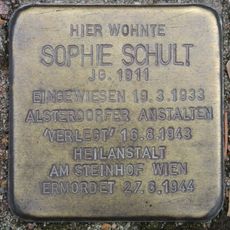 HIER WOHNTE
SOPHIE SCHULT
JG. 1911
EINGEWIESEN 19.3.1933
ALSTERDORFER ANSTALTEN
"VERLEGT" 16.8.1943
HEILANSTALT
AM STEINHOF WIEN
ERMORDET 27.6.1944